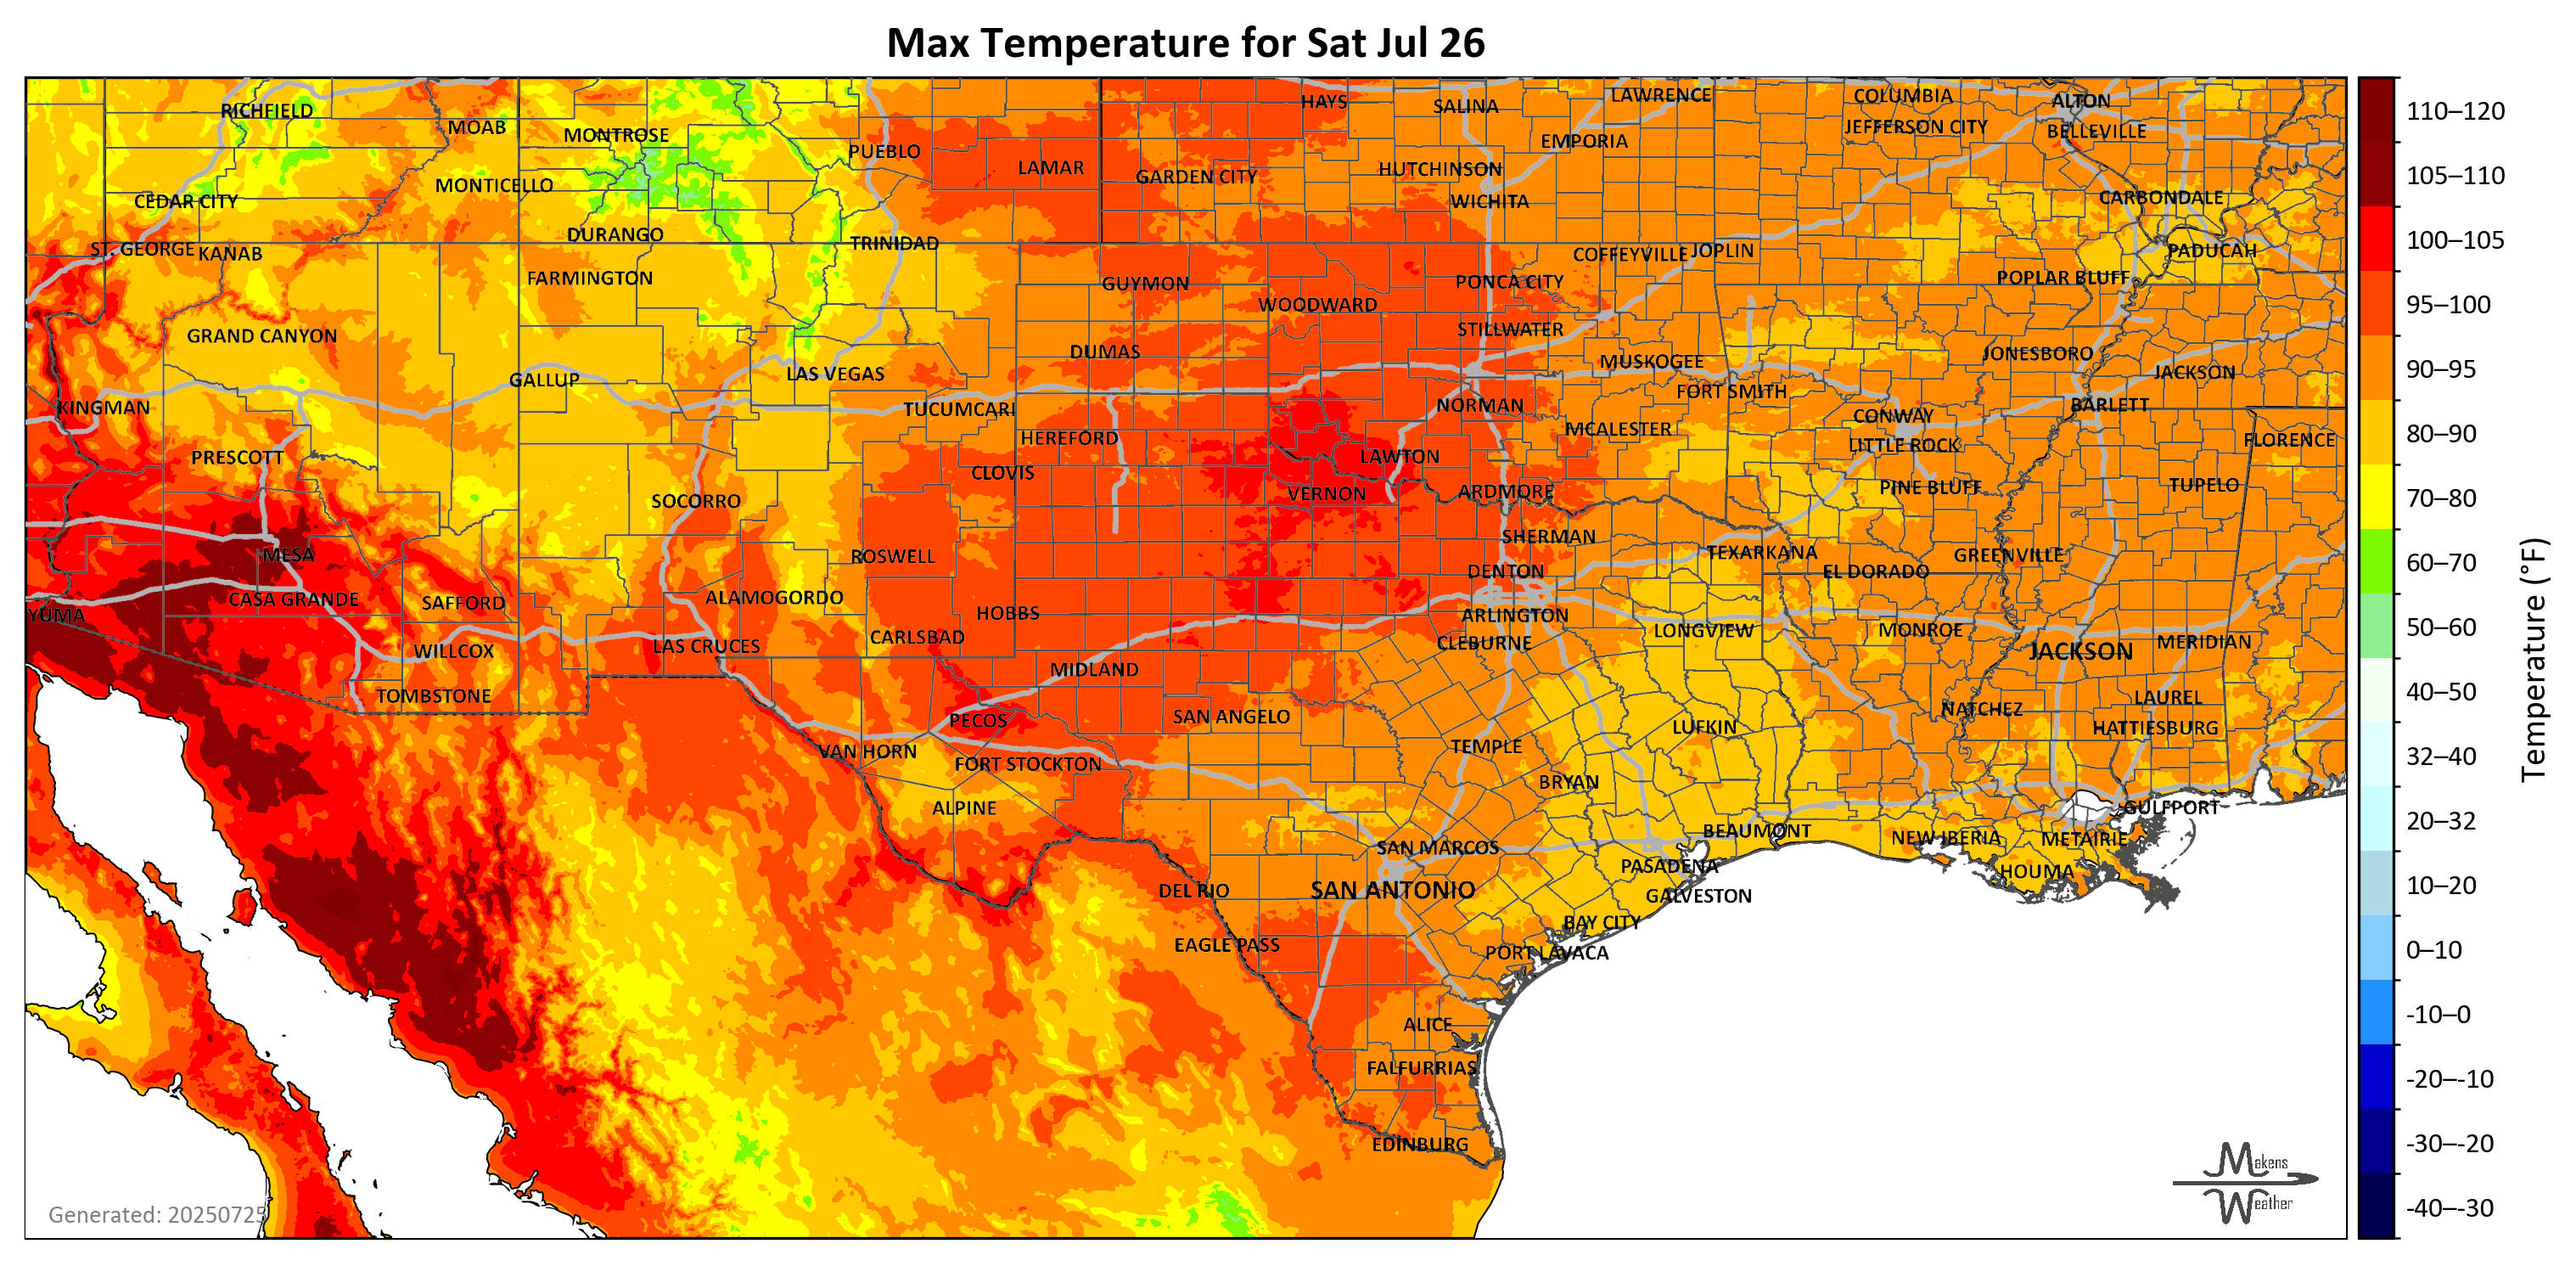 Max Temperature for Sat Jul 26
RICHFIELD
MOAB
MONTROSE
PUEBLO
LAMAR
HAYS
SALINA
LAWRENCE
COLUMBIA
ALTON
JEFFERSON CITY
BELLEVILLE
EMPORIA
GARDEN CITY
HUTCHINSON
WICHITA
CEDAR CITY
MONTICELLO
CARBONDALE
DURANGO
TRINIDAD
ST. GEORGE
KANAB
COFFEYVILLE
JOPLIN
PADUCAH
FARMINGTON
GUYMON
PONCA CITY
POPLAR BLUFF
WOODWARD
GRAND CANYON
STILLWATER
DUMAS
MUSKOGEE
JONESBORO
GALLUP
LAS VEGAS
FORT SMITH
JACKSON
KINGMAN
TUCUMCARI
NORMAN
CONWAY
BARLETT
HEREFORD
MCALESTER
LITTLE ROCK
FLORENCE
PRESCOTT
CLOVIS
LAWTON
SOCORRO
VERNON
ARDMORE
PINE BLUFF
TUPELO
MESA
ROSWELL
SHERMAN
TEXARKANA
GREENVILLE
DENTON
EL DORADO
CASA GRANDE
SAFFORD
ALAMOGORDO
HOBBS
YUMA
ARLINGTON
WILLCOX
LAS CRUCES
CARLSBAD
CLEBURNE
LONGVIEW
MONROE
JACKSON
MERIDIAN
MIDLAND
TOMBSTONE
PECOS
SAN ANGELO
LUFKIN
NATCHEZ
LAUREL
HATTIESBURG
VAN HORN
FORT STOCKTON
TEMPLE
BRYAN
ALPINE
GULFPORT
SAN MARCOS
BEAUMONT
NEW IBERIA
METAIRIE
PASADENA
HOUMA
DEL RIO
SAN ANTONIO
GALVESTON
BAY CITY
EAGLE PASS
PORT LAVACA
ALICE
FALFURRIAS
EDINBURG
Generated: 20250725
Makens
Weather
110–120
105–110
100–105
95–100
90–95
80–90
70–80
60–70
50–60
40–50
32–40
20–32
10–20
0–10
-10–0
-20–-10
-30–-20
-40–-30
Temperature (°F)